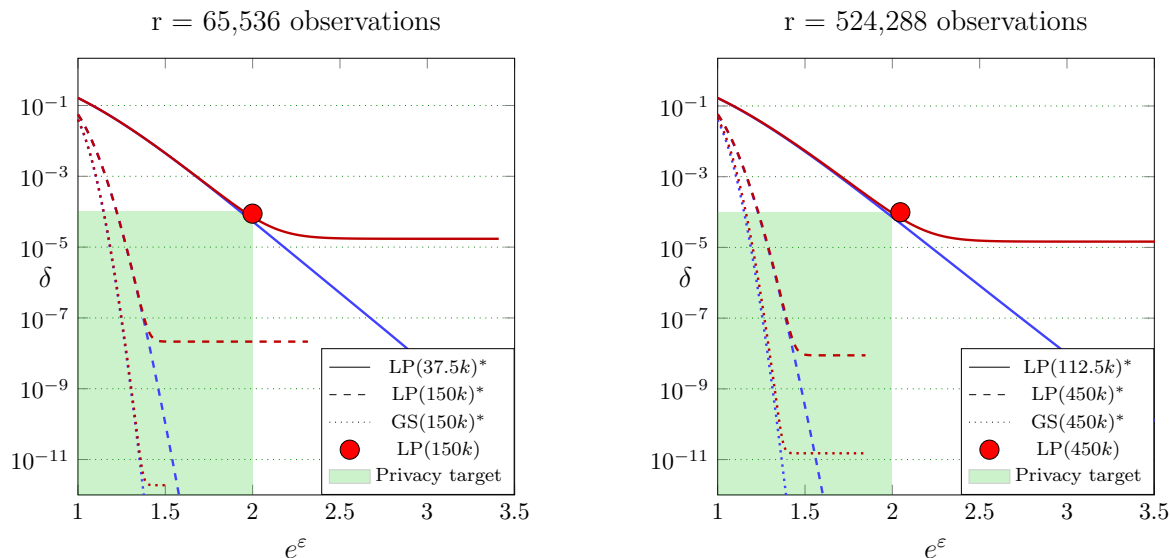 r = 65,536 observations
10^−1
10^−3
10^−5
δ
10^−7
10^−9
10^−11
1
1.5
2
2.5
3
3.5
e^ε
LP(37.5k)*
LP(150k)*
GS(150k)*
LP(150k)
Privacy target
r = 524,288 observations
10^−1
10^−3
10^−5
δ
10^−7
10^−9
10^−11
1
1.5
2
2.5
3
3.5
e^ε
LP(112.5k)*
LP(450k)*
GS(450k)*
LP(450k)
Privacy target